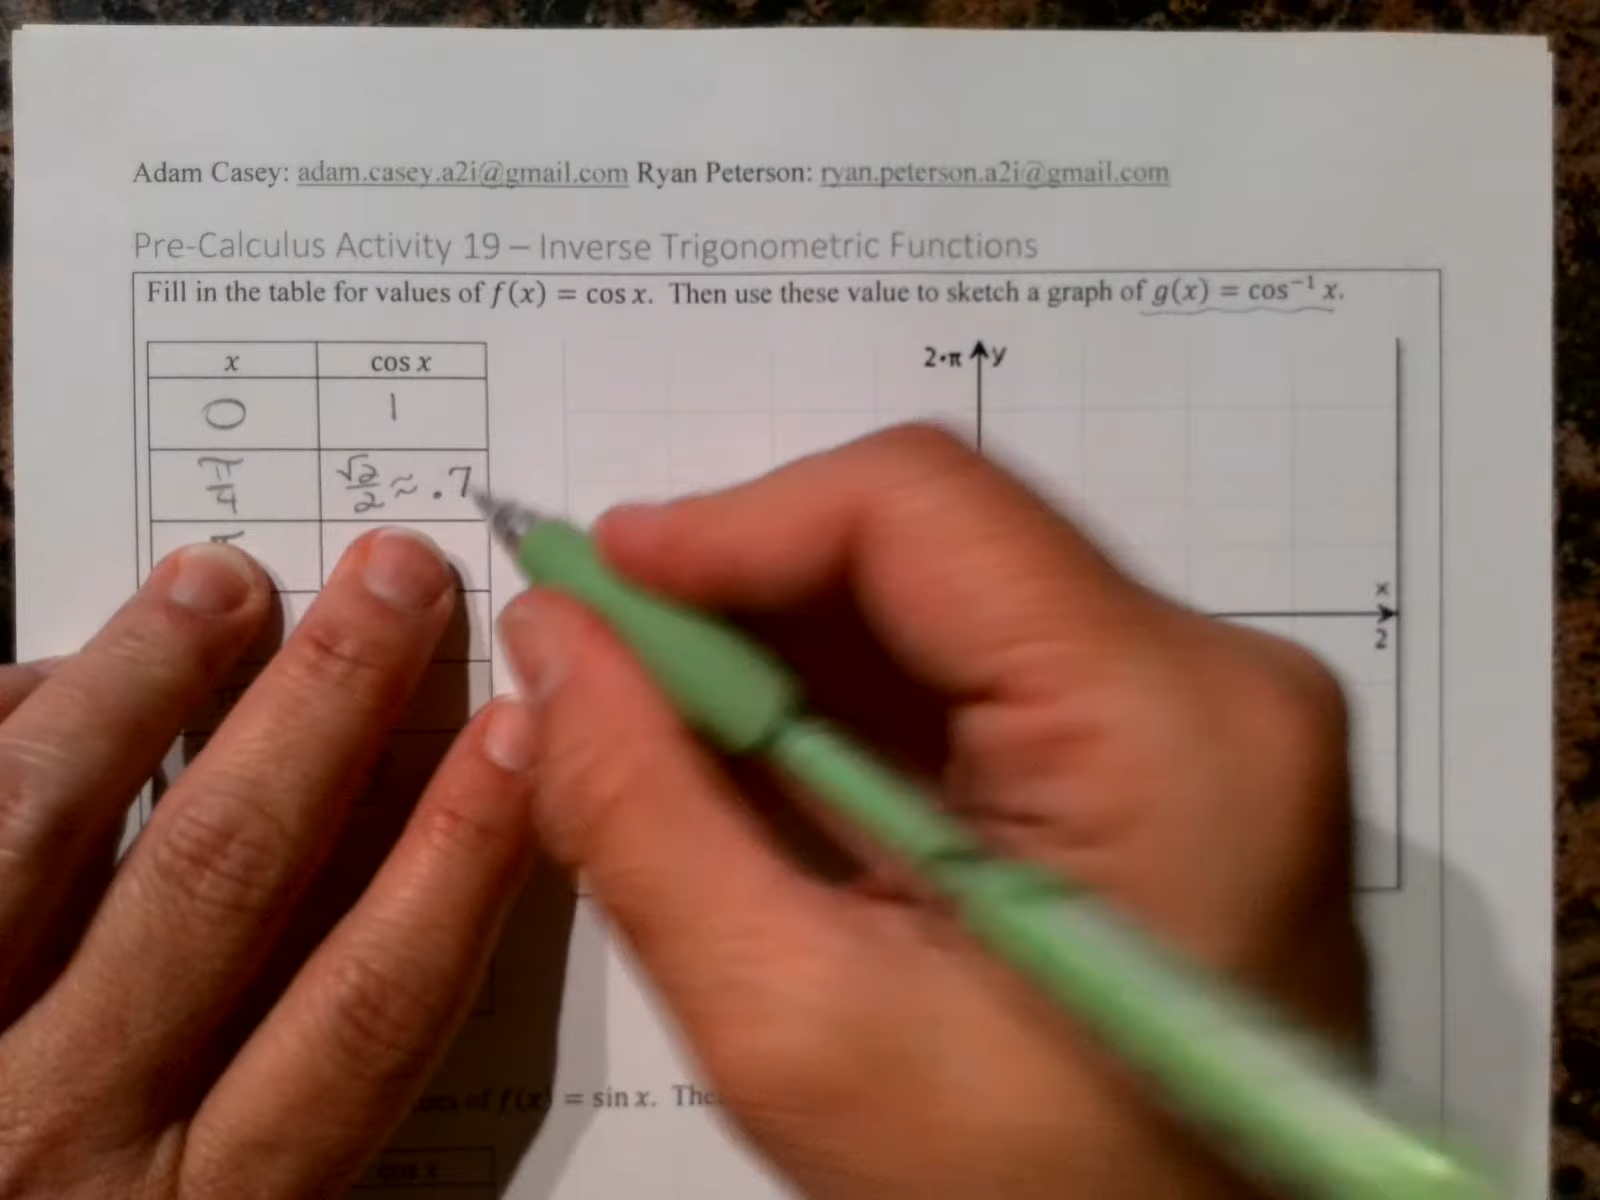 Adam Casey: adam.casey.a2i@gmail.com Ryan Peterson: ryan.peterson.a2i@gmail.com
Pre-Calculus Activity 19 – Inverse Trigonometric Functions
Fill in the table for values of f(x) = cos x. Then use these value to sketch a graph of g(x) = cos⁻¹ x.
x cos x
0 1
π/4 √2/2 ≈ .7
2·π y
x
2
of f(x) = sin x.
cos x